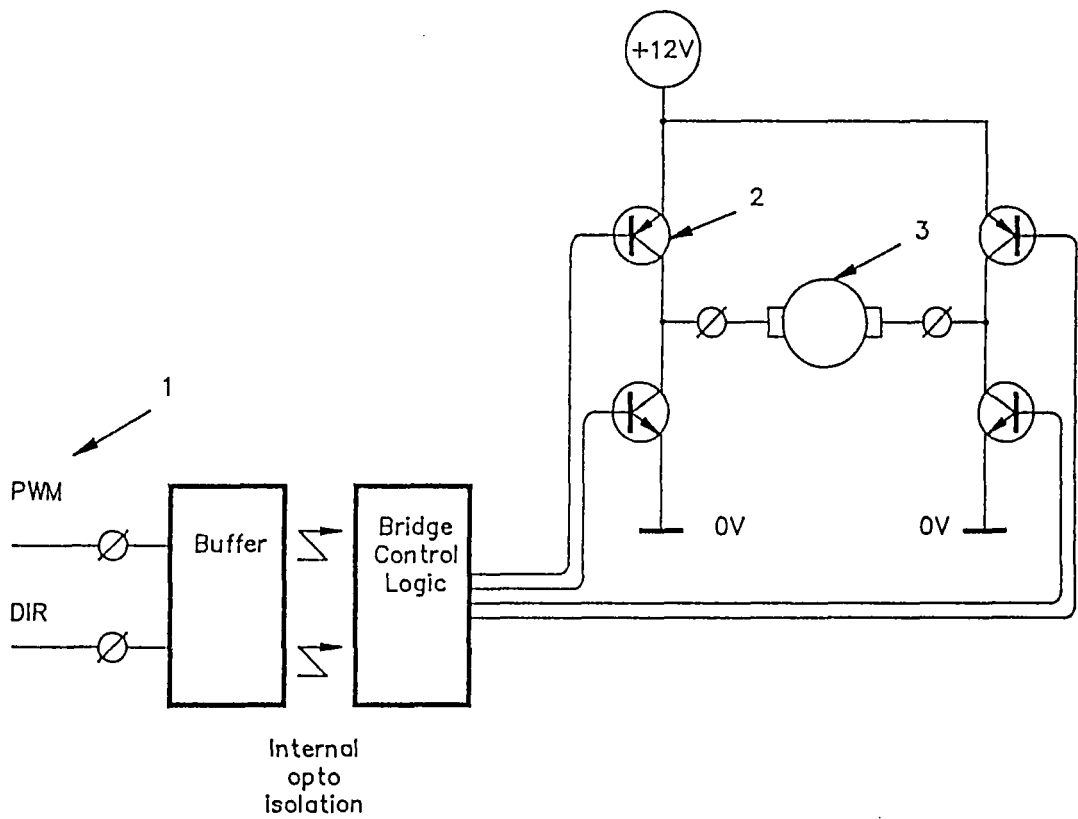 +12V
2
3
1
PWM
Buffer
Bridge
Control
Logic
0V
0V
DIR
Internal
opto
isolation